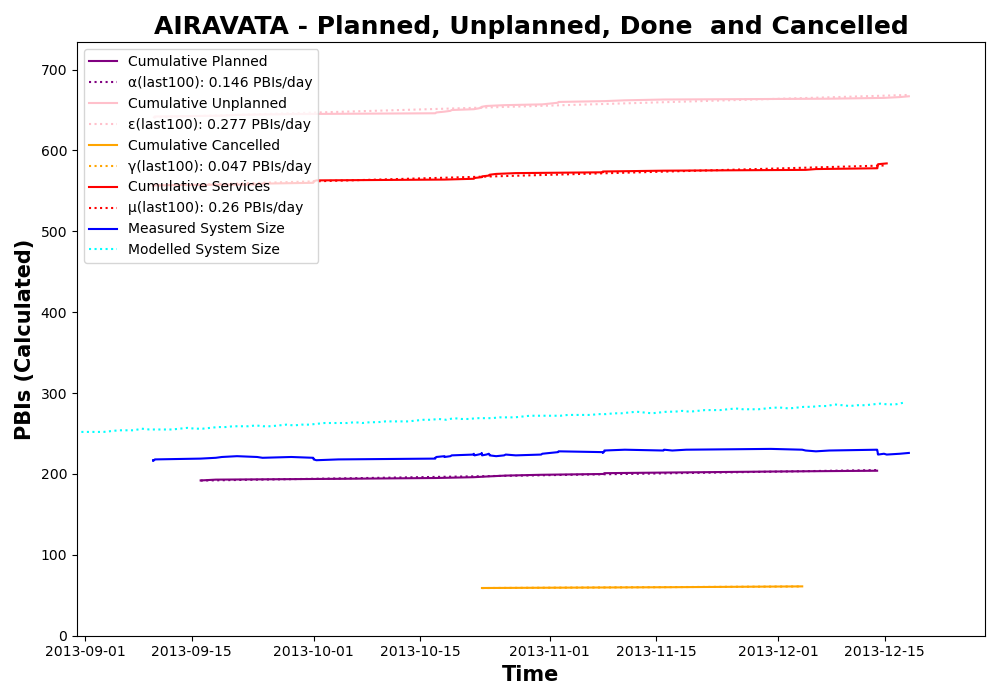 AIRAVATA - Planned, Unplanned, Done  and Cancelled
700
600
500
400
300
200
100
0
PBIs (Calculated)
Cumulative Planned
α(last100): 0.146 PBIs/day
Cumulative Unplanned
ε(last100): 0.277 PBIs/day
Cumulative Cancelled
γ(last100): 0.047 PBIs/day
Cumulative Services
μ(last100): 0.26 PBIs/day
Measured System Size
Modelled System Size
2013-09-01 2013-09-15 2013-10-01 2013-10-15 2013-11-01 2013-11-15 2013-12-01 2013-12-15
Time